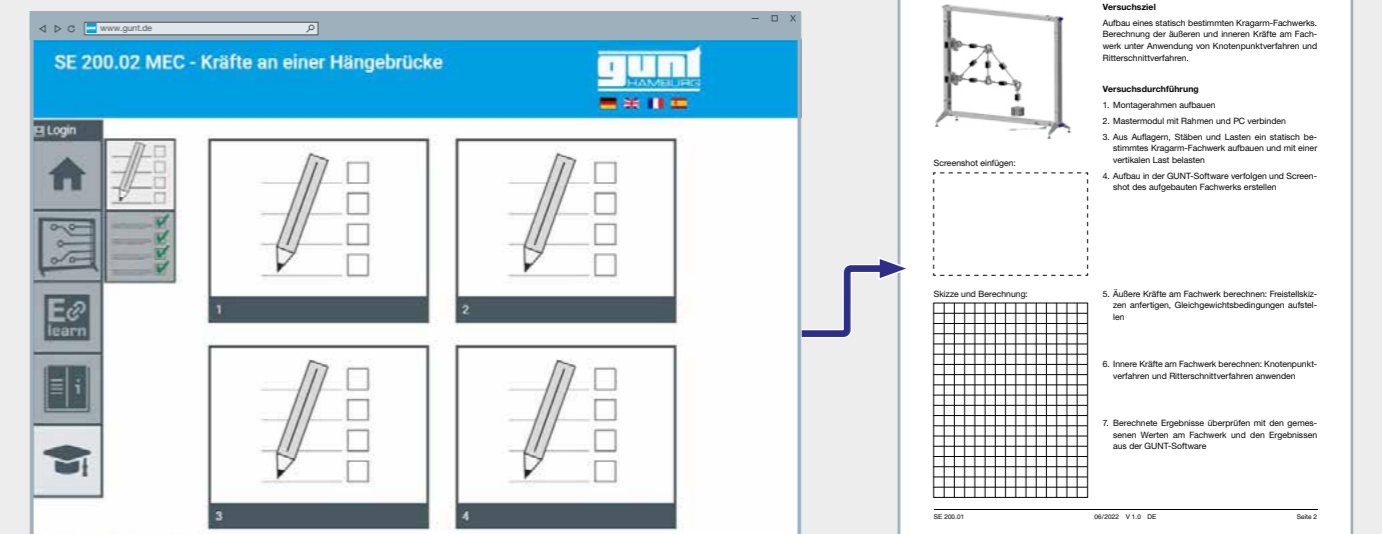 www.gunt.de
X
SE 200.02 MEC - Kräfte an einer Hängebrücke
gunt
HAMBURG
Login
E
learn
i
1
2
3
4
Versuchsziel
Aufbau eines statisch bestimmten Kragarm-Fachwerks.
Berechnung der äußeren und inneren Kräfte am Fach-
werk unter Anwendung von Knotenpunktverfahren und
Ritterschnittverfahren.
Versuchsdurchführung
1. Montagerahmen aufbauen
2. Mastermodul mit Rahmen und PC verbinden
3. Aus Auflagern, Stäben und Lasten ein statisch be-
stimmtes Kragarm-Fachwerk aufbauen und mit einer
vertikalen Last belasten
4. Aufbau in der GUNT-Software verfolgen und Screen-
shot des aufgebauten Fachwerks erstellen
Screenshot einfügen:
Skizze und Berechnung:
5. Äußere Kräfte am Fachwerk berechnen: Freistellskiz-
zen anfertigen, Gleichgewichtsbedingungen aufstel-
len
6. Innere Kräfte am Fachwerk berechnen: Knotenpunkt-
verfahren und Ritterschnittverfahren anwenden
7. Berechnete Ergebnisse überprüfen mit den gemes-
senen Werten am Fachwerk und den Ergebnissen
aus der GUNT-Software
SE 200.01 06/2022 V 1.0 DE Seite 2